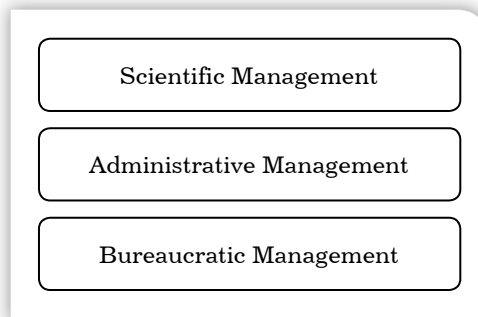 Scientific Management
Administrative Management
Bureaucratic Management